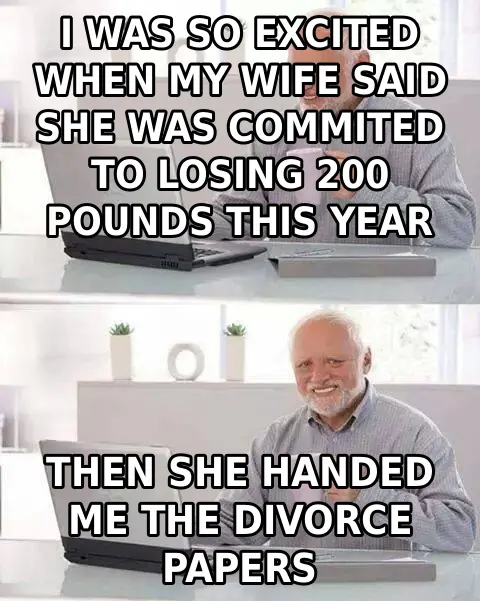 I WAS SO EXCITED
WHEN MY WIFE SAID
SHE WAS COMMITED
TO LOSING 200
POUNDS THIS YEAR
THEN SHE HANDED
ME THE DIVORCE
PAPERS